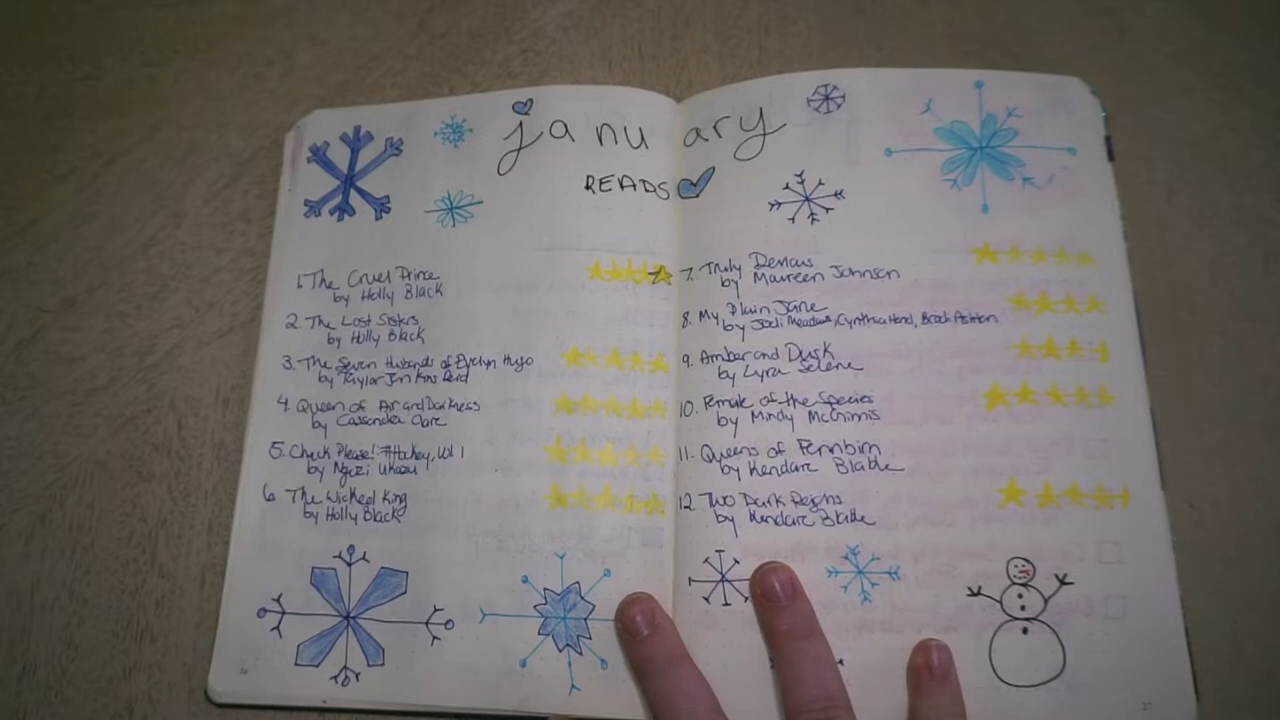 january
READS
1. The Cruel Prince
by Holly Black
2. The Lost Sisters
by Holly Black
3. The Seven Husbands of Evelyn Hugo
by Taylor Jenkins Reid
4. Queen of Air and Darkness
by Cassandra Clare
5. Check Please! #Hockey, Vol 1
by Ngozi Ukazu
6. The Wicked King
by Holly Black
7. Truly Devious
by Maureen Johnson
8. My Plain Jane
by Jodi Meadows, Cynthia Hand, Brodi Ashton
9. Amber and Dusk
by Lyra Selene
10. Female of the Species
by Mindy McGinnis
11. Queens of Fennbirn
by Kendare Blake
12. Two Dark Reigns
by Kendare Blake
26
27